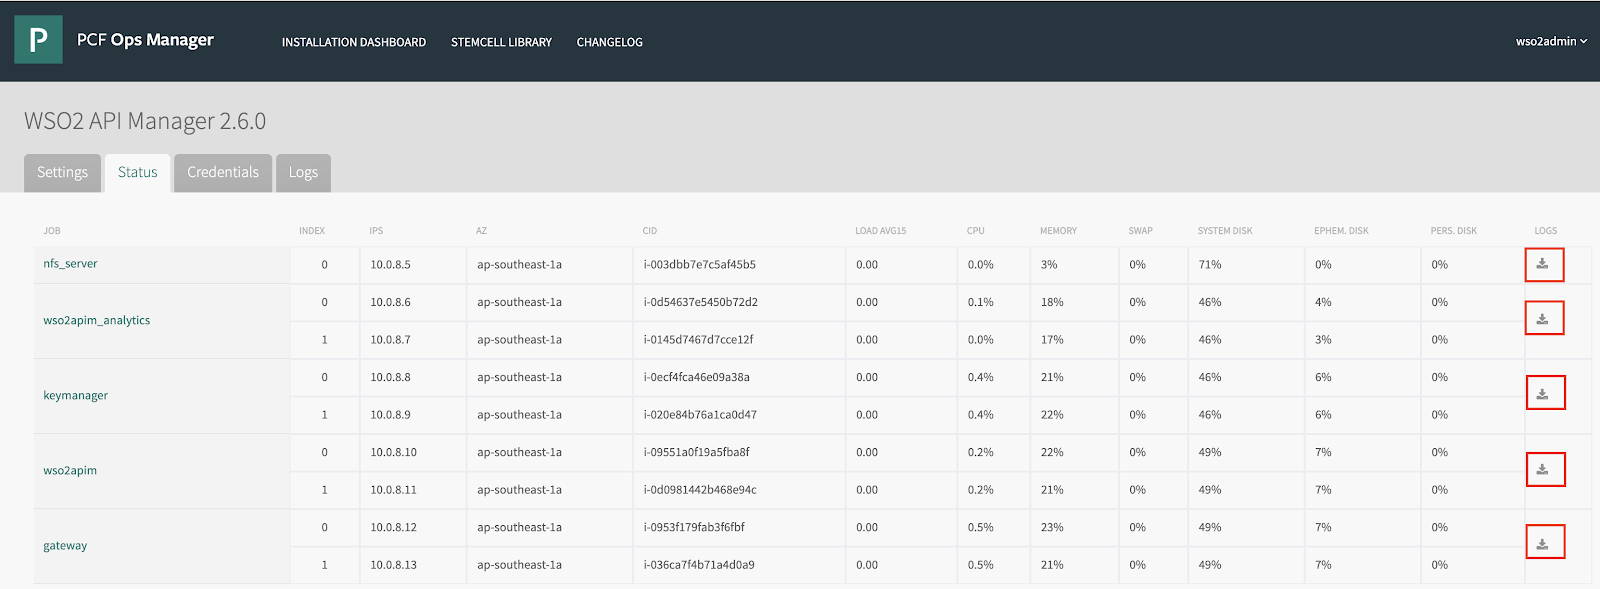 P PCF Ops Manager INSTALLATION DASHBOARD STEMCELL LIBRARY CHANGELOG wso2admin
WSO2 API Manager 2.6.0
Settings Status Credentials Logs
JOB INDEX IPS AZ CID LOAD AVG15 CPU MEMORY SWAP SYSTEM DISK EPHEM. DISK PERS. DISK LOGS
nfs_server 0 10.0.8.5 ap-southeast-1a i-003dbb7e7c5af45b5 0.00 0.0% 3% 0% 71% 0% 0%
wso2apim_analytics 0 10.0.8.6 ap-southeast-1a i-0d54637e5450b72d2 0.00 0.1% 18% 0% 46% 4% 0%
1 10.0.8.7 ap-southeast-1a i-0145d7467d7cce12f 0.00 0.0% 17% 0% 46% 3% 0%
keymanager 0 10.0.8.8 ap-southeast-1a i-0ecf4fca46e09a38a 0.00 0.4% 21% 0% 46% 6% 0%
1 10.0.8.9 ap-southeast-1a i-020e84b76a1ca0d47 0.00 0.4% 22% 0% 46% 6% 0%
wso2apim 0 10.0.8.10 ap-southeast-1a i-09551a0f19a5fba8f 0.00 0.2% 22% 0% 49% 7% 0%
1 10.0.8.11 ap-southeast-1a i-0d0981442b468e94c 0.00 0.2% 21% 0% 49% 7% 0%
gateway 0 10.0.8.12 ap-southeast-1a i-0953f179fab3f6fbf 0.00 0.5% 23% 0% 49% 7% 0%
1 10.0.8.13 ap-southeast-1a i-036ca7f4b71a4d0a9 0.00 0.5% 21% 0% 49% 7% 0%